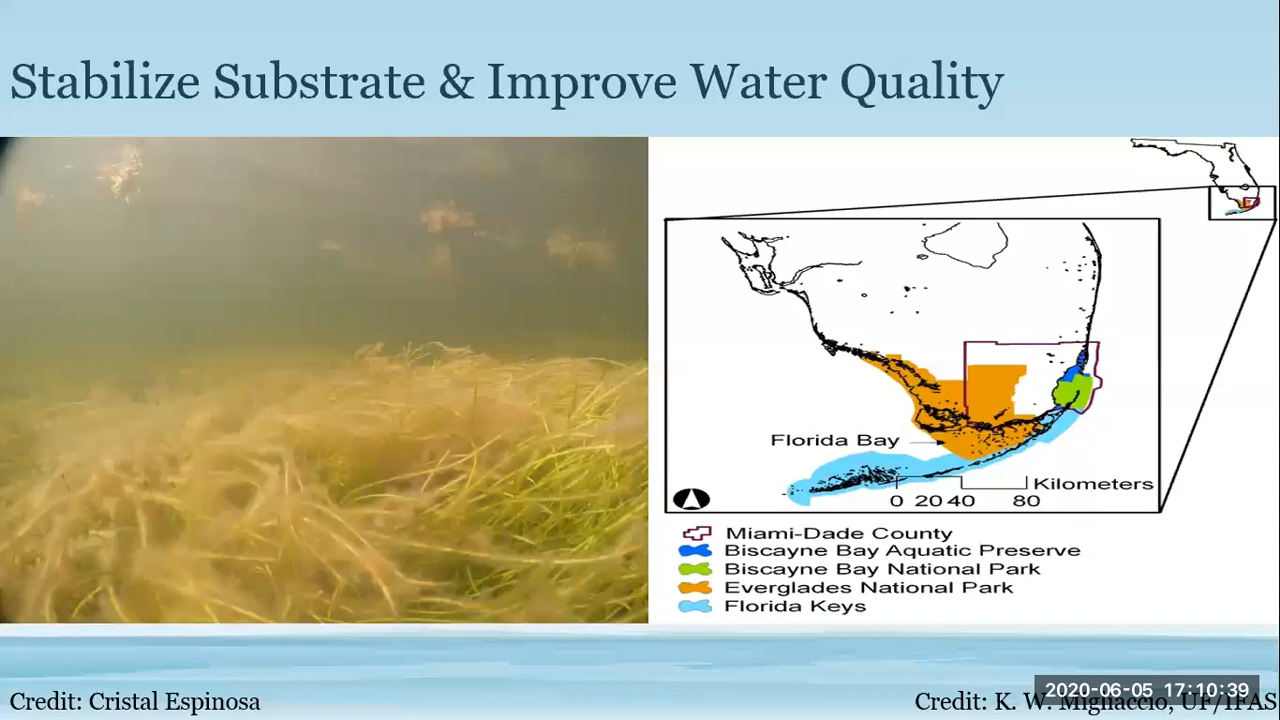 Stabilize Substrate & Improve Water Quality
Florida Bay
Kilometers
0 20 40 80
Miami-Dade County
Biscayne Bay Aquatic Preserve
Biscayne Bay National Park
Everglades National Park
Florida Keys
Credit: Cristal Espinosa
Credit: K. W. Migliaccio, UF/IFAS
2020-06-05 17:10:39